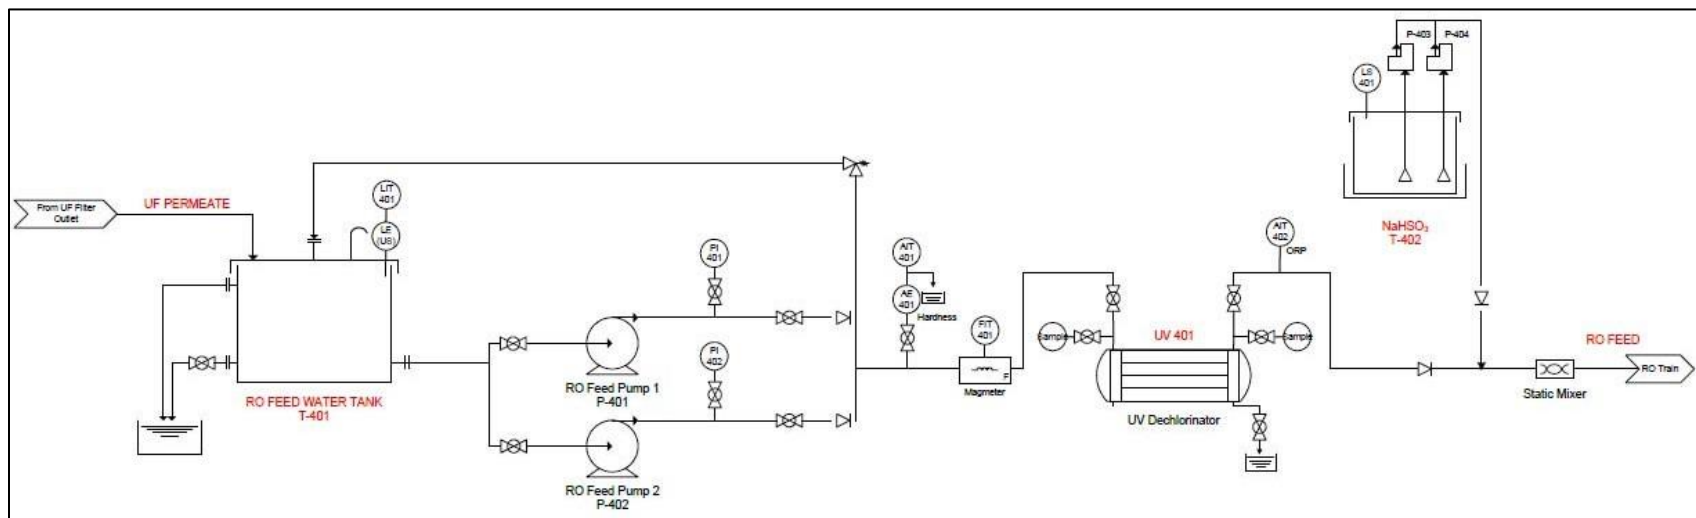 P-403
P-404
LS
401
From UF Filter
Outlet
UF PERMEATE
LIT
401
LE
(US)
PI
401
AIT
401
AE
401
Hardness
AIT
402
ORP
NaHSO₃
T-402
FIT
401
F
Magmeter
Sample
UV 401
Sample
RO FEED
RO Train
Static Mixer
UV Dechlorinator
PI
402
RO Feed Pump 1
P-401
RO FEED WATER TANK
T-401
RO Feed Pump 2
P-402